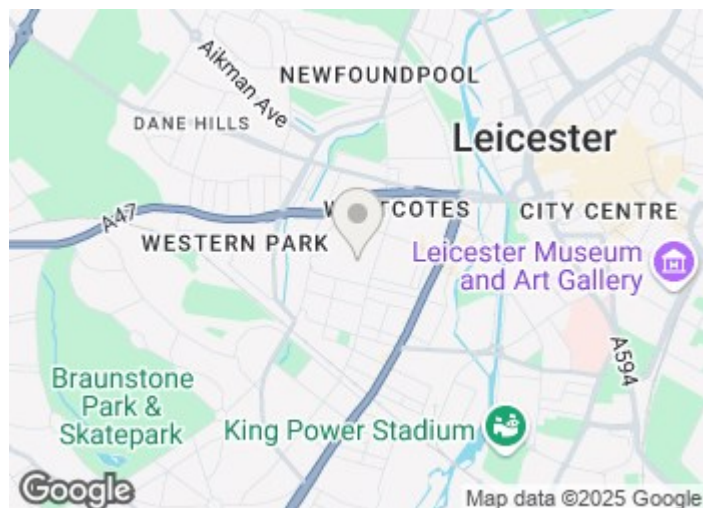 Aikman Ave
NEWFOUNDPOOL
DANE HILLS
Leicester
A47
TCOTES
CITY CENTRE
WESTERN PARK
Leicester Museum
and Art Gallery
A594
Braunstone
Park &
Skatepark
King Power Stadium
Google
Map data ©2025 Google